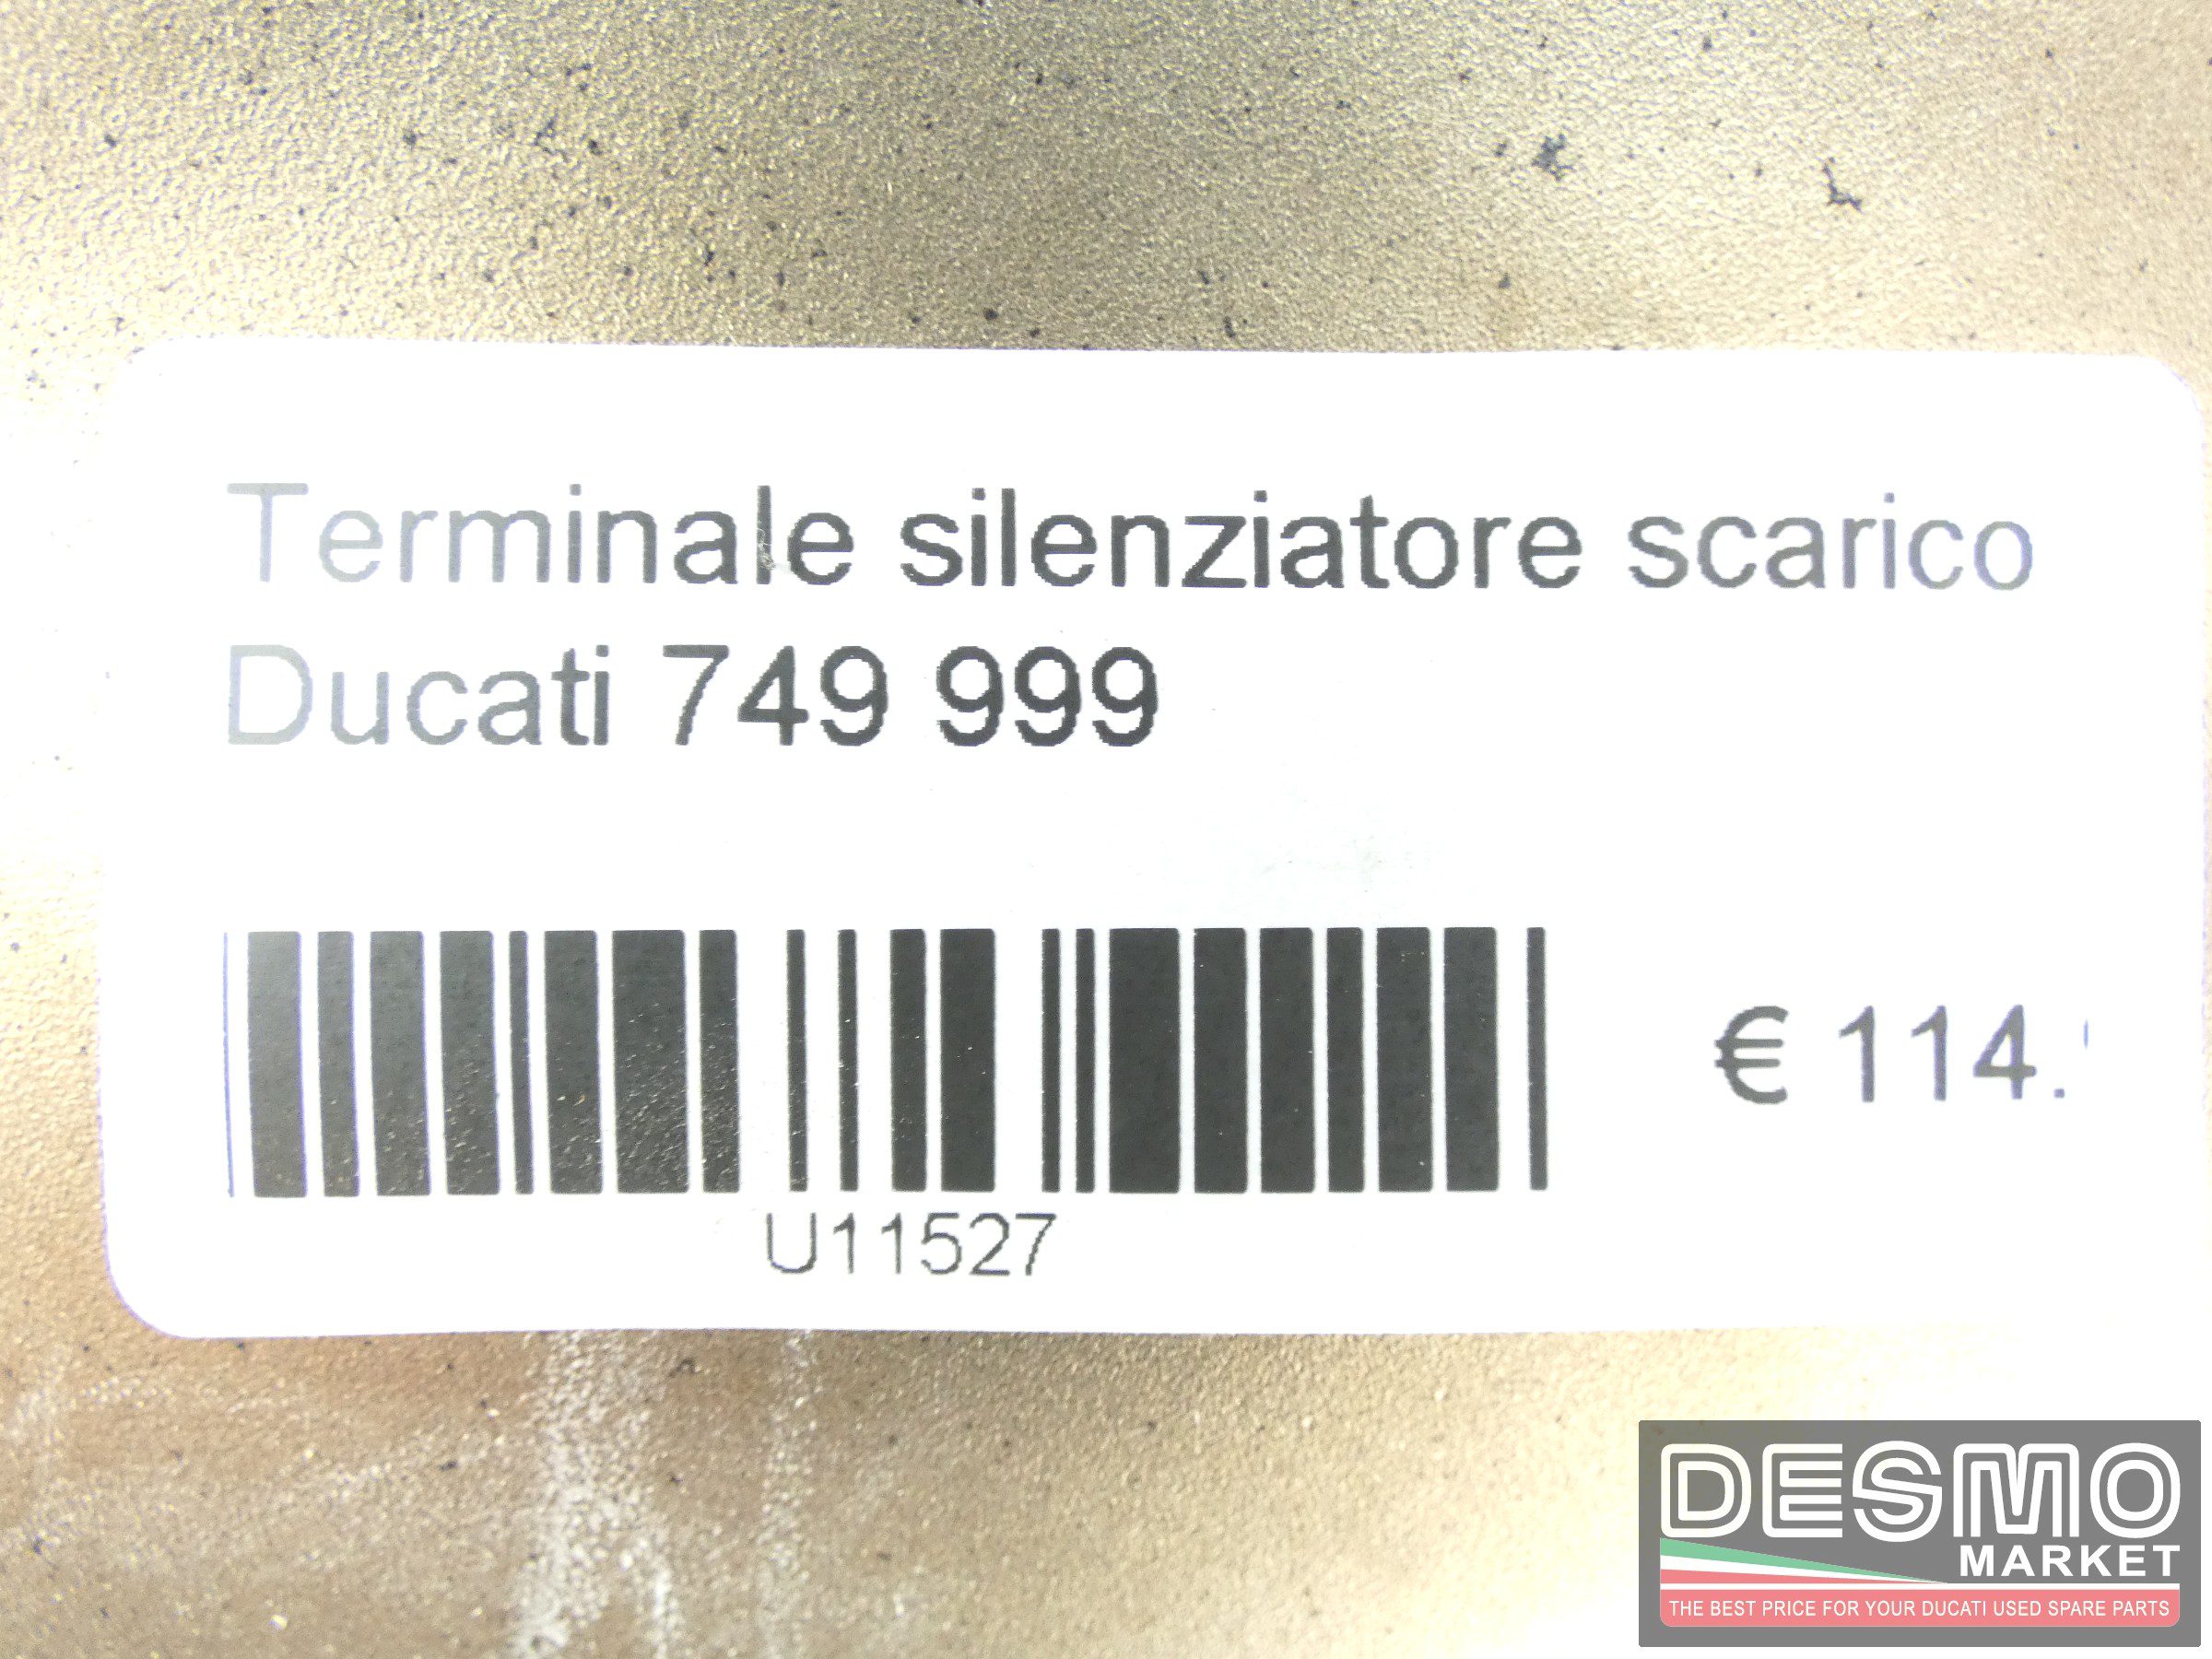 Terminale silenziatore scarico
Ducati 749 999
€ 114.
U11527
DESMO
MARKET
THE BEST PRICE FOR YOUR DUCATI USED SPARE PARTS